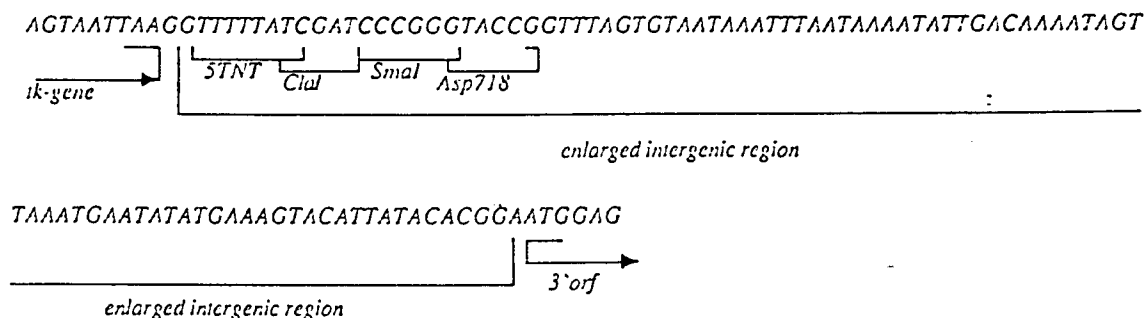 AGTAATTAAGGTTTTTATCGATCCCGGGTACCGGTTTAGTGTAATAAATTTAATAAAATATTGACAAAATAGT
5TNT
ClaI
SmaI
Asp718
tk-gene
enlarged intergenic region
TAAATGAATATATGAAAGTACATTATACACGGAATGGAG
3`orf
enlarged intergenic region